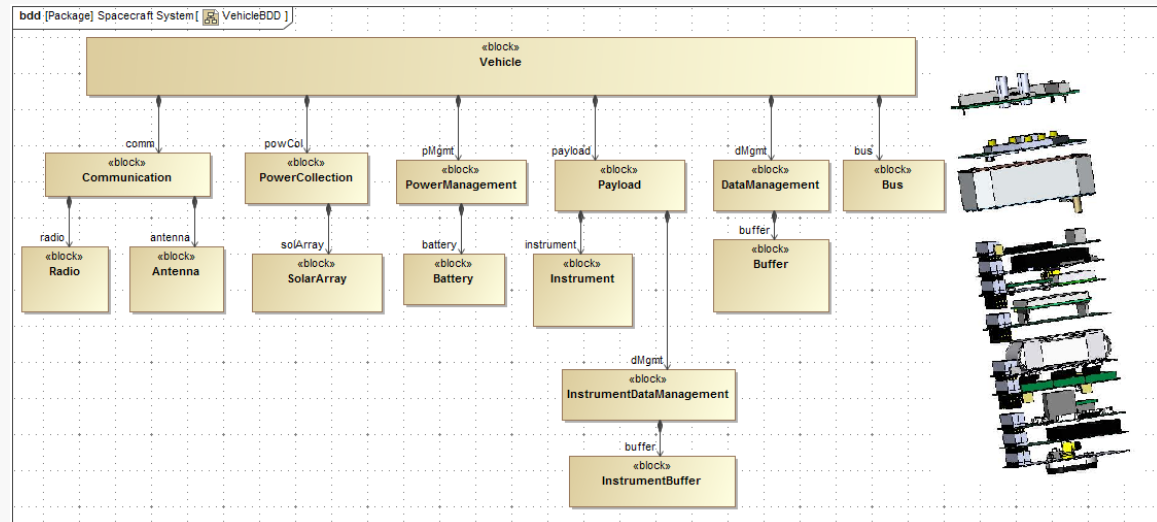 bdd [Package] Spacecraft System[ VehicleBDD ]
«block»
Vehicle
comm
powCol
pMgmt
payload
dMgmt
bus
«block»
Communication
«block»
PowerCollection
«block»
PowerManagement
«block»
Payload
«block»
DataManagement
«block»
Bus
radio
antenna
solArray
battery
instrument
buffer
«block»
Radio
«block»
Antenna
«block»
SolarArray
«block»
Battery
«block»
Instrument
«block»
Buffer
dMgmt
«block»
InstrumentDataManagement
buffer
«block»
InstrumentBuffer